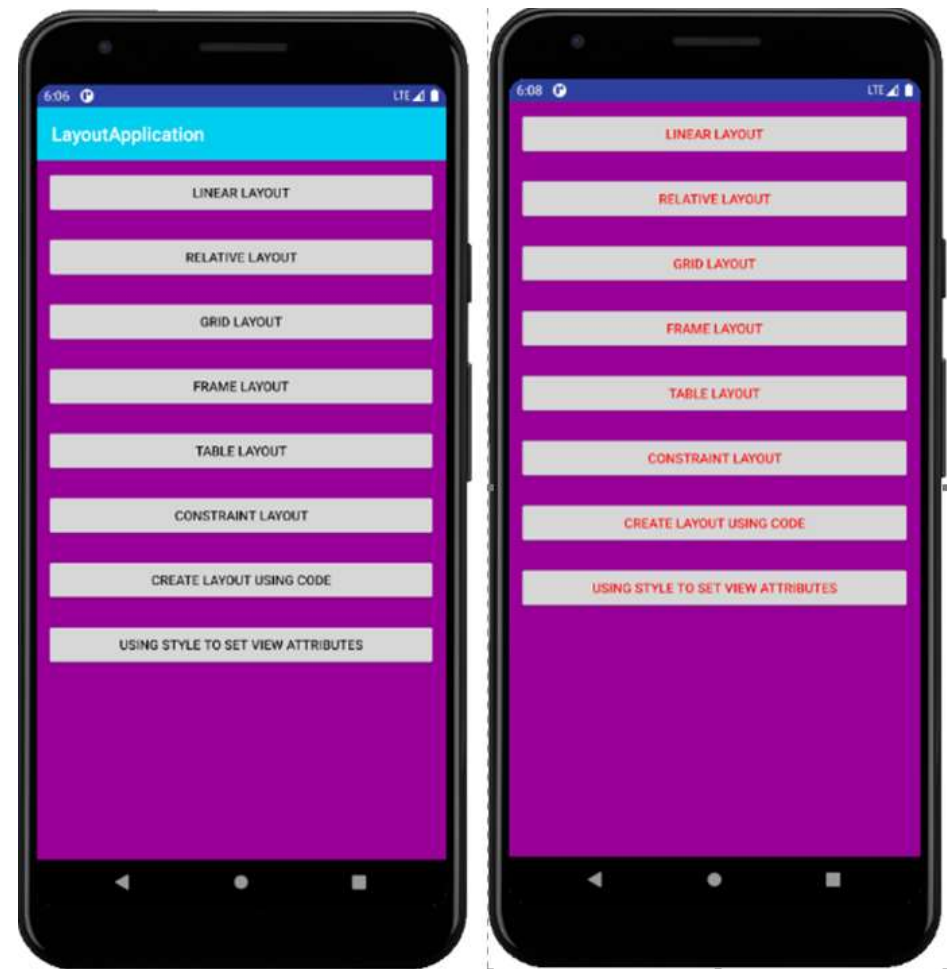 6:06 LTE
LayoutApplication
LINEAR LAYOUT
RELATIVE LAYOUT
GRID LAYOUT
FRAME LAYOUT
TABLE LAYOUT
CONSTRAINT LAYOUT
CREATE LAYOUT USING CODE
USING STYLE TO SET VIEW ATTRIBUTES
6:08 LTE
LINEAR LAYOUT
RELATIVE LAYOUT
GRID LAYOUT
FRAME LAYOUT
TABLE LAYOUT
CONSTRAINT LAYOUT
CREATE LAYOUT USING CODE
USING STYLE TO SET VIEW ATTRIBUTES